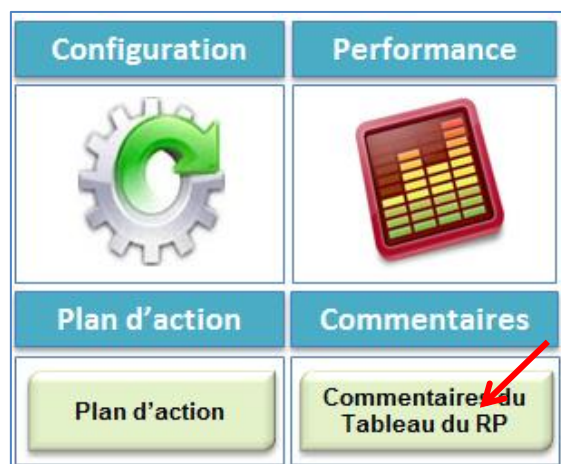 Configuration
Performance
Plan d’action
Commentaires
Plan d’action
Commentaires du
Tableau du RP